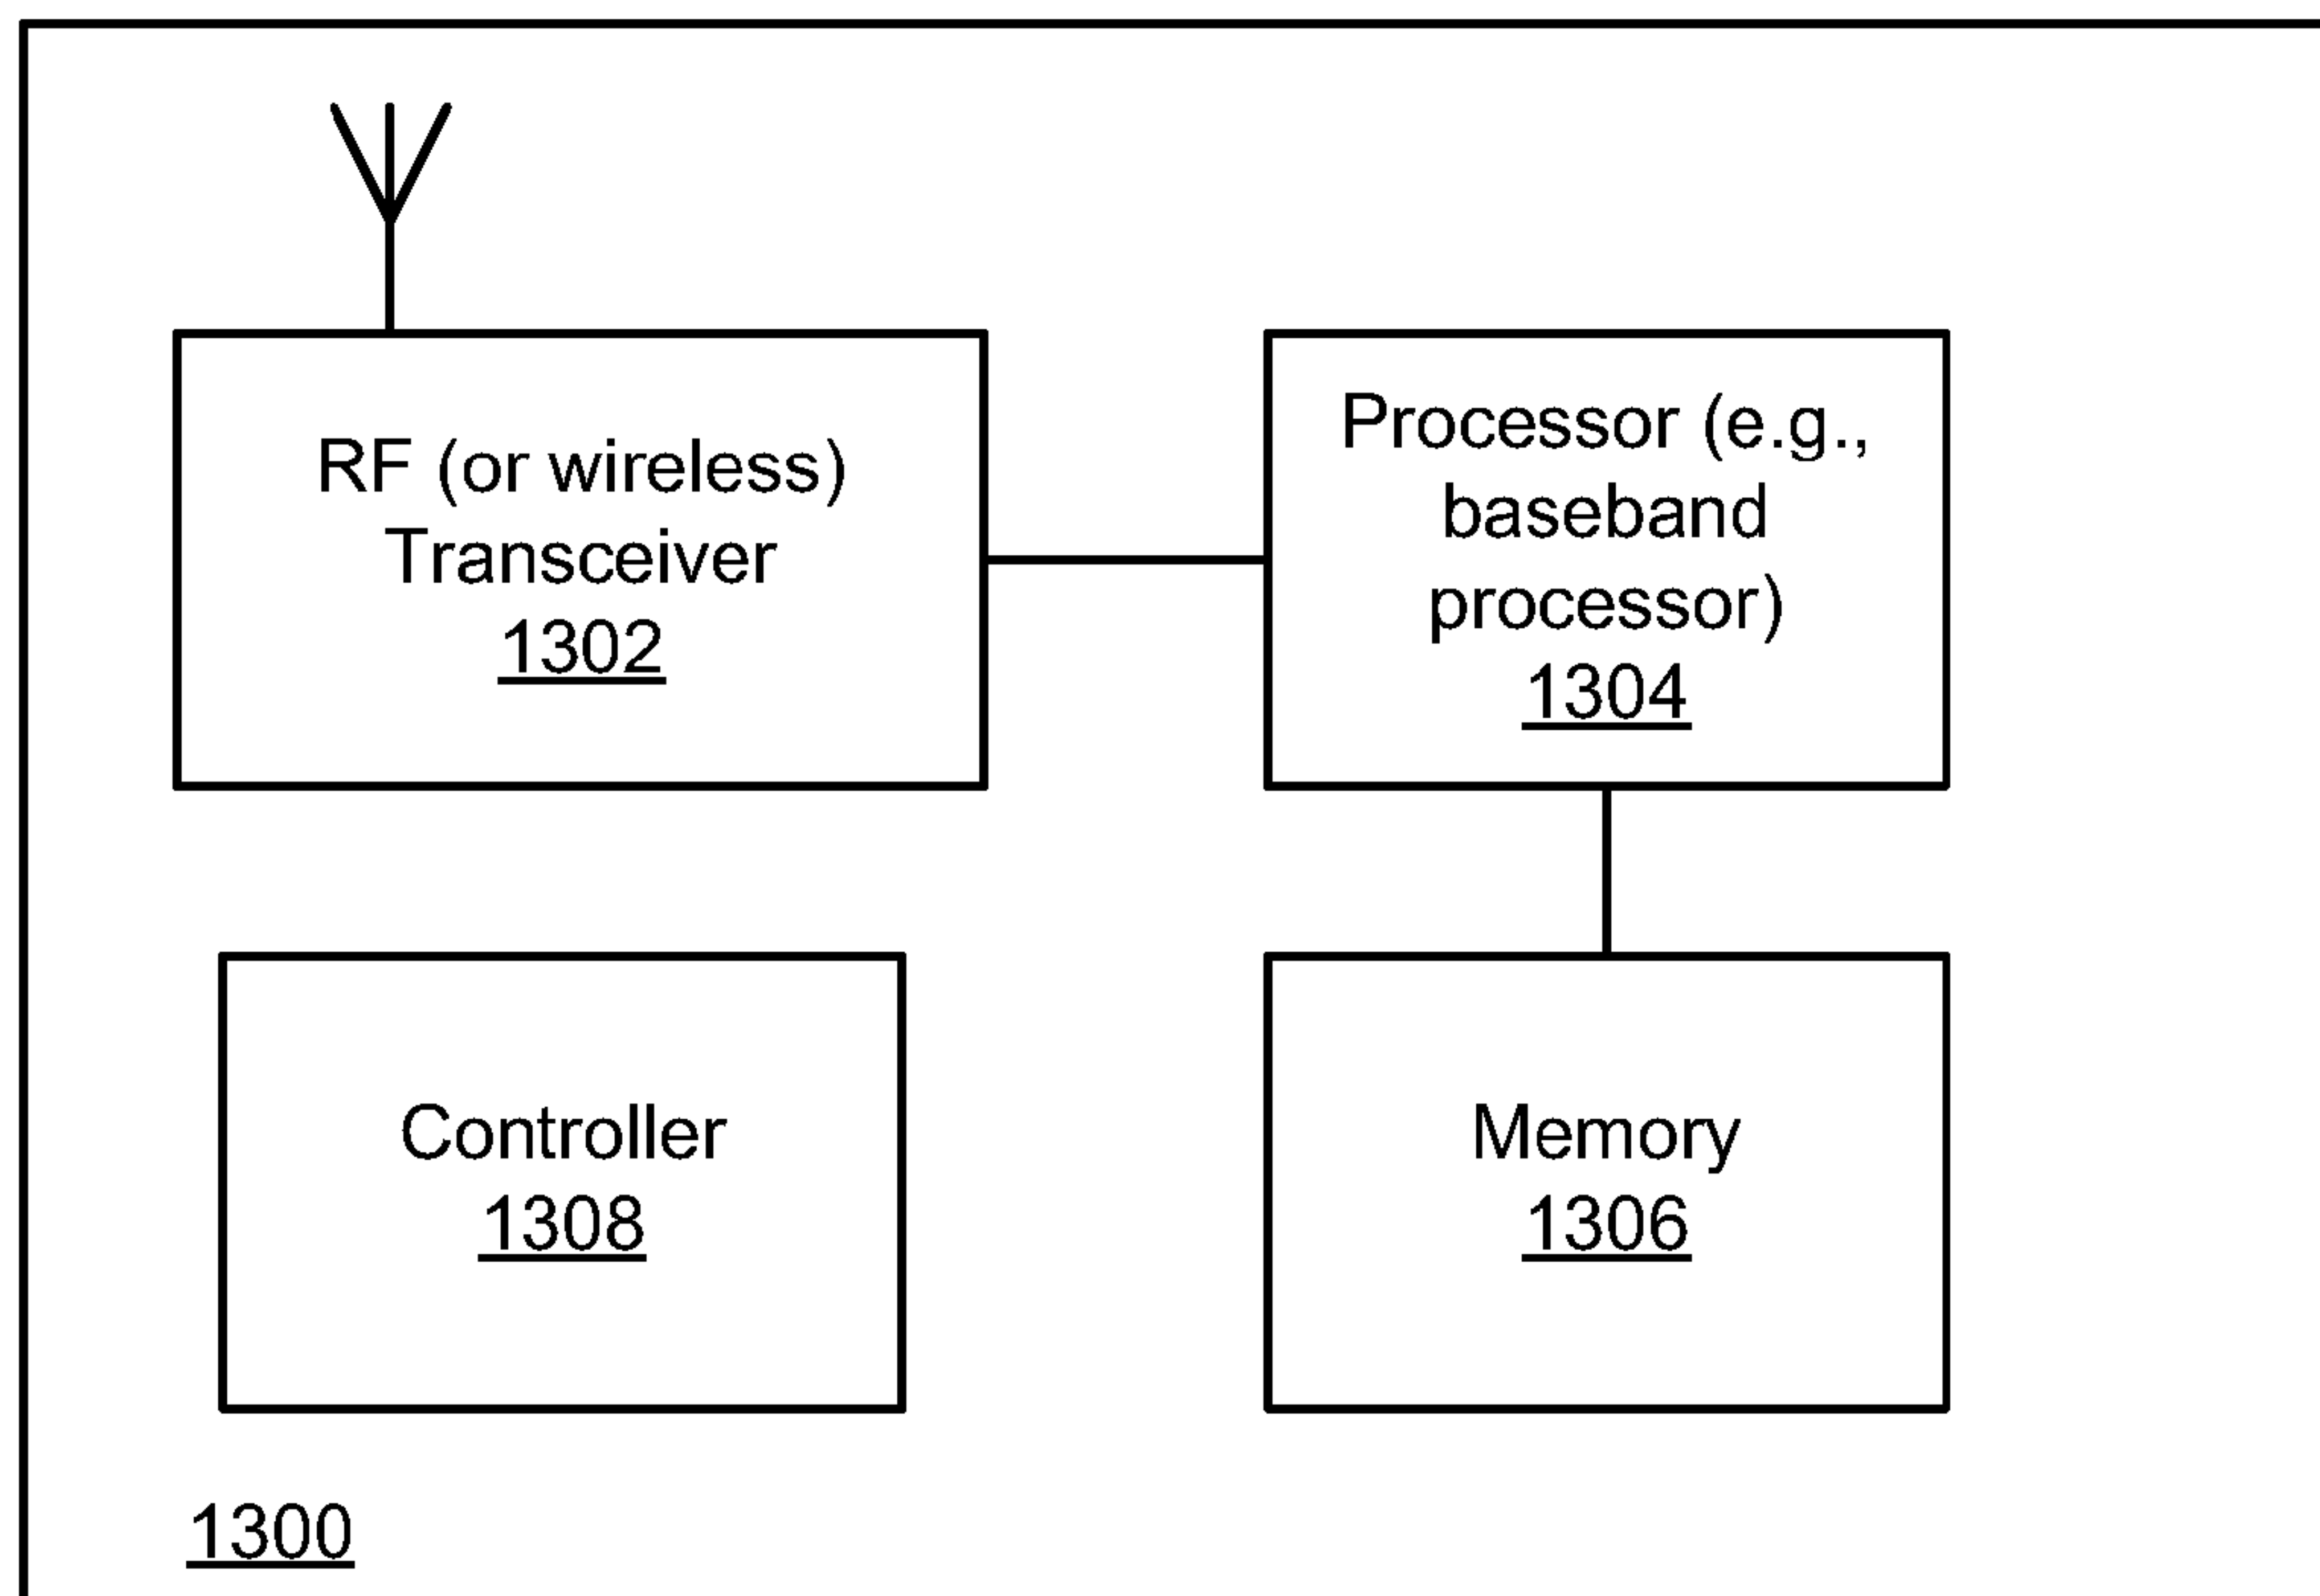 RF (or wireless)
Transceiver
1302
Processor (e.g.,
baseband
processor)
1304
Controller
1308
Memory
1306
1300